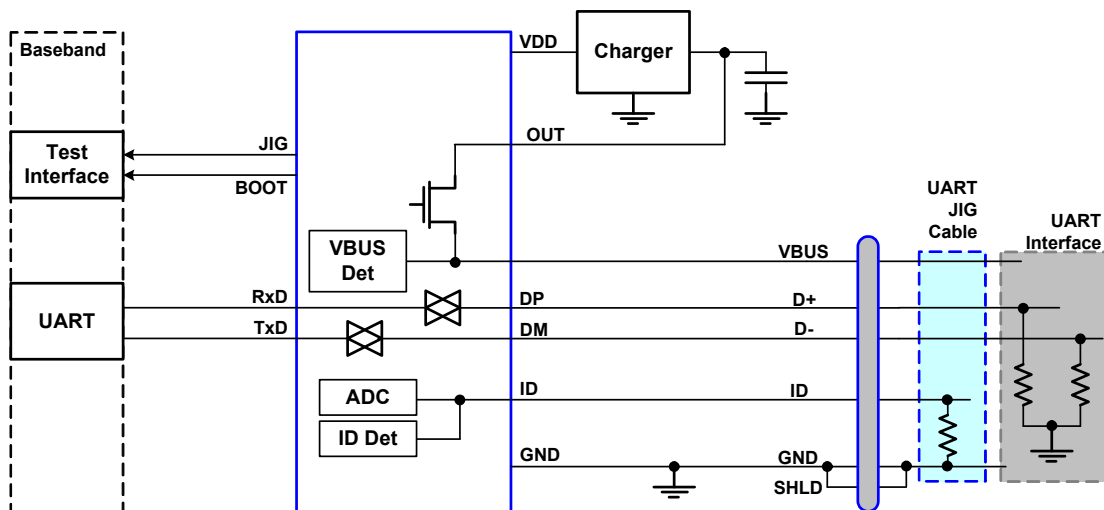 Baseband
VDD
Charger
OUT
JIG
BOOT
Test
Interface
UART
JIG
Cable
UART
Interface
VBUS
Det
VBUS
RxD
DP
D+
UART
TxD
DM
D-
ADC
ID
ID
ID Det
GND
GND
SHLD